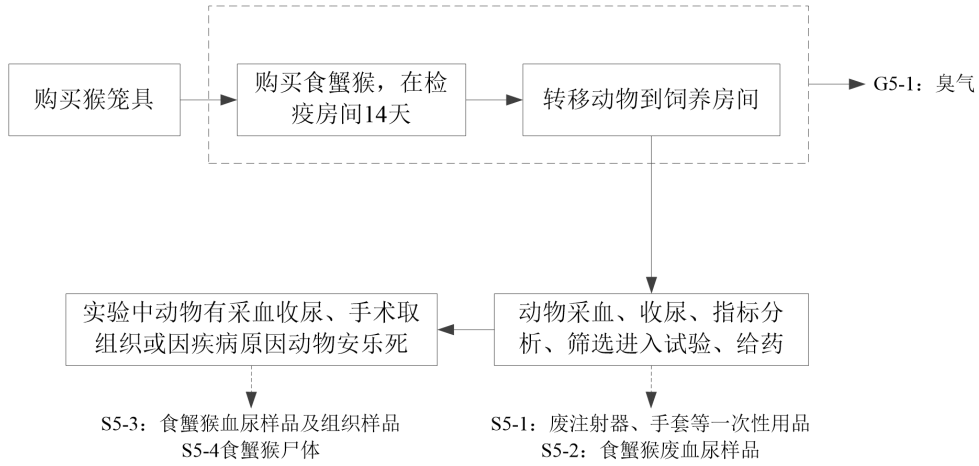 购买猴笼具
购买食蟹猴，在检
疫房间14天
转移动物到饲养房间
G5-1：臭气
实验中动物有采血收尿、手术取
组织或因疾病原因动物安乐死
动物采血、收尿、指标分
析、筛选进入试验、给药
S5-3：食蟹猴血尿样品及组织样品
S5-4食蟹猴尸体
S5-1：废注射器、手套等一次性用品
S5-2：食蟹猴废血尿样品